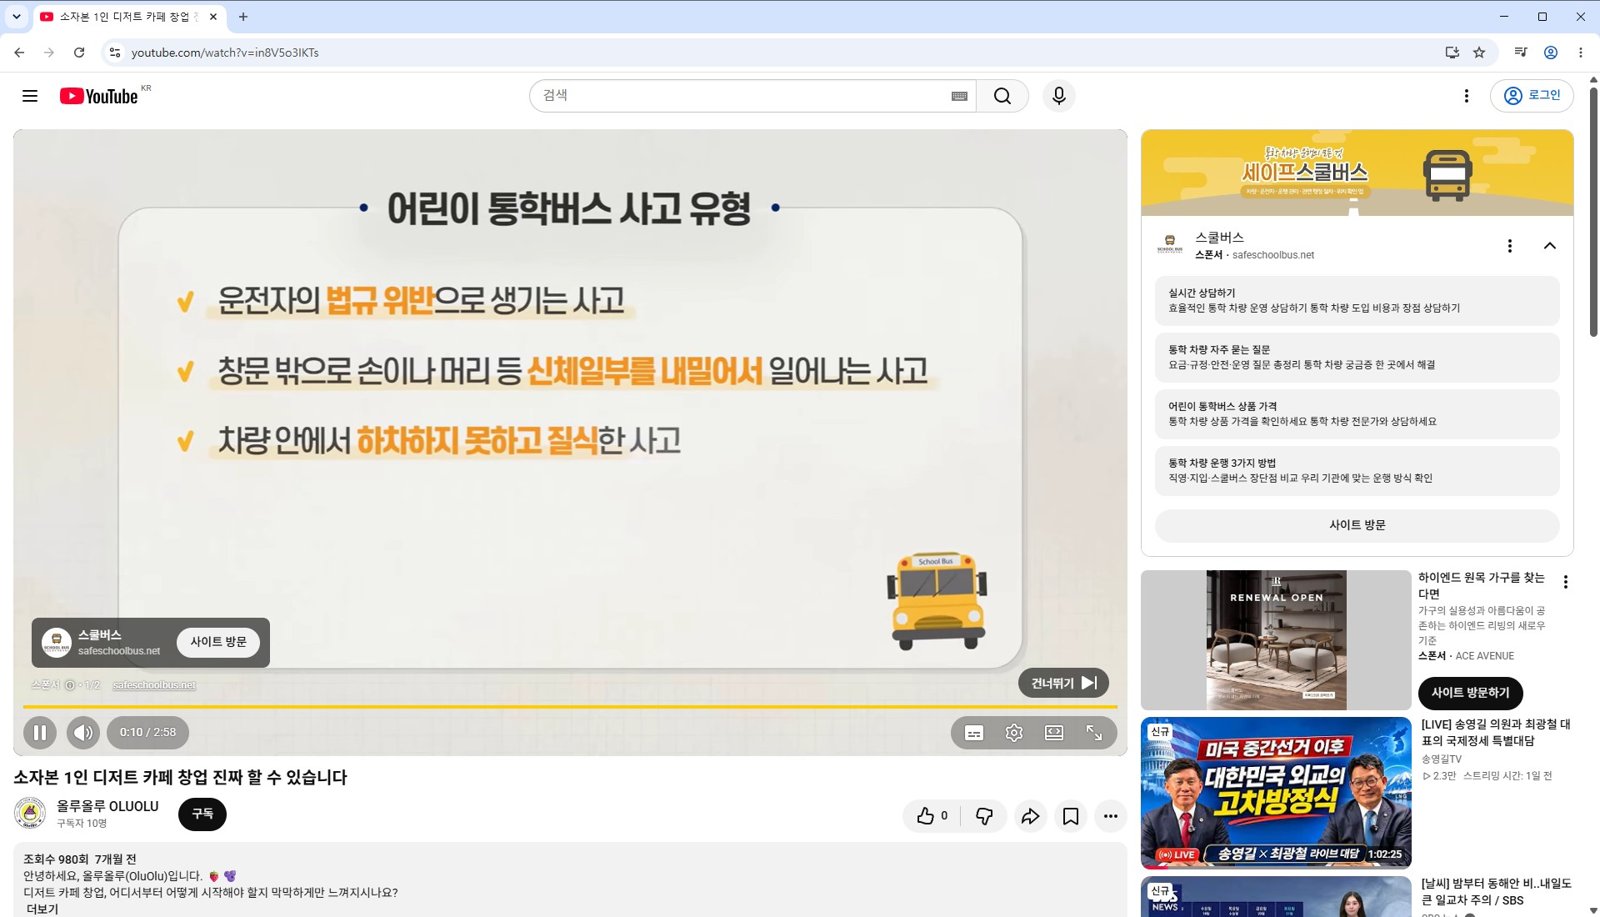 소자본 1인 디저트 카페 창업 진
youtube.com/watch?v=in8V5o3IKTs
YouTube KR
검색
로그인
어린이 통학버스 사고 유형
운전자의 법규 위반으로 생기는 사고
창문 밖으로 손이나 머리 등 신체일부를 내밀어서 일어나는 사고
차량 안에서 하차하지 못하고 질식한 사고
School Bus
스쿨버스
safeschoolbus.net
사이트 방문
스폰서 · 1/2 safeschoolbus.net
건너뛰기
0:10 / 2:58
소자본 1인 디저트 카페 창업 진짜 할 수 있습니다
올루올루 OLUOLU
구독자 10명
구독
0
조회수 980회 7개월 전
안녕하세요, 올루올루(OluOlu)입니다. 🍓 🍇
디저트 카페 창업, 어디서부터 어떻게 시작해야 할지 막막하게만 느껴지시나요?
더보기
세이프스쿨버스
스쿨버스
스폰서 · safeschoolbus.net
실시간 상담하기
효율적인 통학 차량 운영 상담하기 통학 차량 도입 비용과 장점 상담하기
통학 차량 자주 묻는 질문
요금·규정·안전·운영 질문 총정리 통학 차량 궁금증 한 곳에서 해결
어린이 통학버스 상품 가격
통학 차량 상품 가격을 확인하세요 통학 차량 전문가와 상담하세요
통학 차량 운행 3가지 방법
직영·지입·스쿨버스 장단점 비교 우리 기관에 맞는 운행 방식 확인
사이트 방문
RENEWAL OPEN
하이엔드 원목 가구를 찾는
다면
가구의 실용성과 아름다움이 공
존하는 하이엔드 리빙의 새로우
기준
스폰서 · ACE AVENUE
사이트 방문하기
신규
미국 중간선거 이후
대한민국 외교의
고차방정식
LIVE
송영길 × 최광철 라이브 대담
1:02:25
[LIVE] 송영길 의원과 최광철 대
표의 국제정세 특별대담
송영길TV
2.3만 스트리밍 시간: 1일 전
신규
NEWS
[날씨] 밤부터 동해안 비..내일도
큰 일교차 주의 / SBS